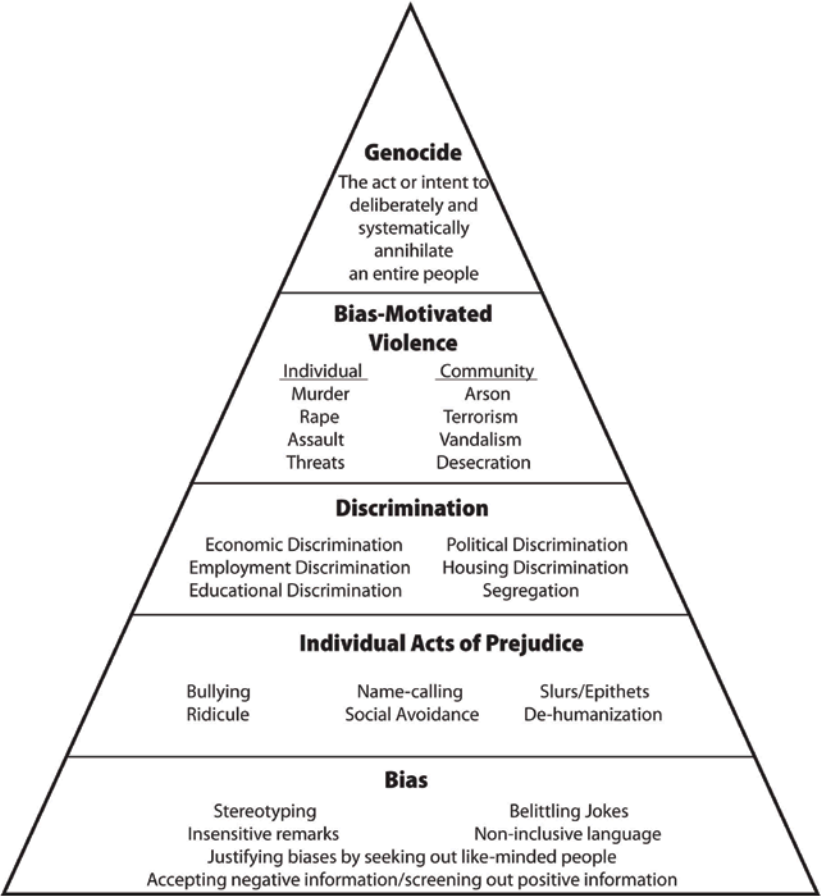 Genocide
The act or intent to
deliberately and
systematically
annihilate
an entire people
Bias-Motivated
Violence
Individual Community
Murder Arson
Rape Terrorism
Assault Vandalism
Threats Desecration
Discrimination
Economic Discrimination Political Discrimination
Employment Discrimination Housing Discrimination
Educational Discrimination Segregation
Individual Acts of Prejudice
Bullying Name-calling Slurs/Epithets
Ridicule Social Avoidance De-humanization
Bias
Stereotyping Belittling Jokes
Insensitive remarks Non-inclusive language
Justifying biases by seeking out like-minded people
Accepting negative information/screening out positive information